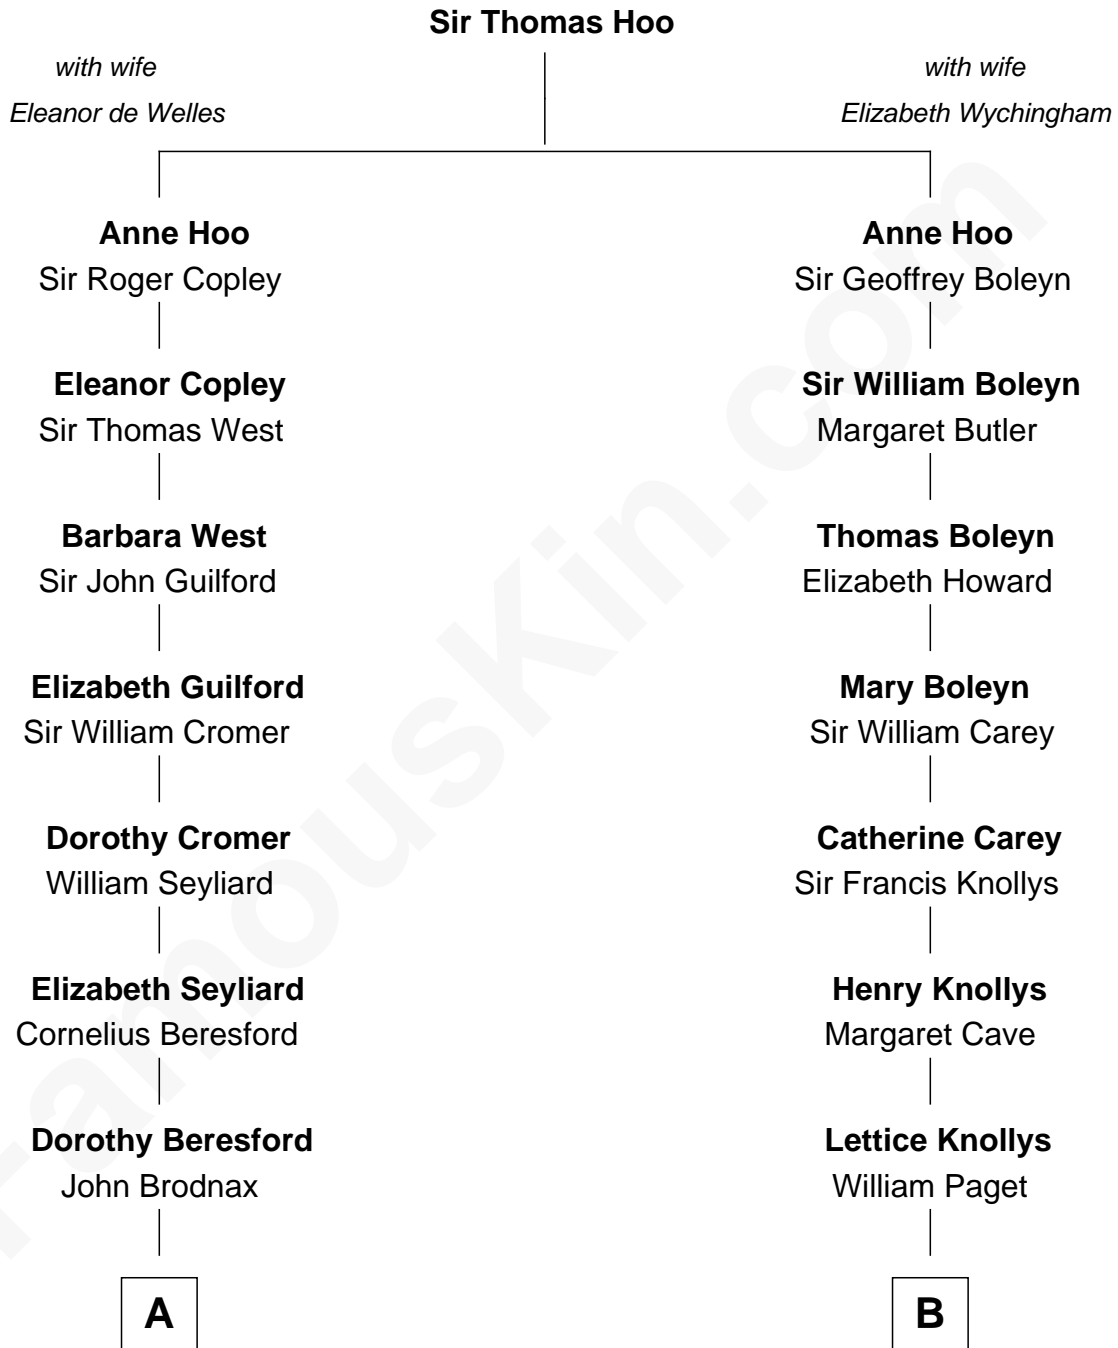 Sir Thomas Hoo
with wife
Eleanor de Welles
with wife
Elizabeth Wychingham
Anne Hoo
Sir Roger Copley
Anne Hoo
Sir Geoffrey Boleyn
Eleanor Copley
Sir Thomas West
Sir William Boleyn
Margaret Butler
Barbara West
Sir John Guilford
Thomas Boleyn
Elizabeth Howard
Elizabeth Guilford
Sir William Cromer
Mary Boleyn
Sir William Carey
Dorothy Cromer
William Seyliard
Catherine Carey
Sir Francis Knollys
Elizabeth Seyliard
Cornelius Beresford
Henry Knollys
Margaret Cave
Dorothy Beresford
John Brodnax
Lettice Knollys
William Paget
A
B
FamousKin.com